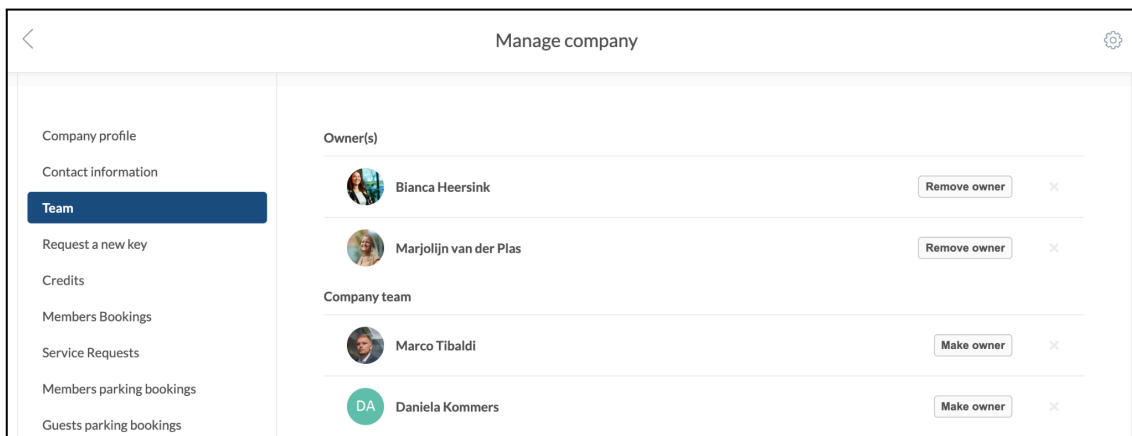 Manage company
Company profile
Contact information
Team
Request a new key
Credits
Members Bookings
Service Requests
Members parking bookings
Guests parking bookings
Owner(s)
Bianca Heersink
Remove owner
Marjolijn van der Plas
Remove owner
Company team
Marco Tibaldi
Make owner
DA
Daniela Kommers
Make owner